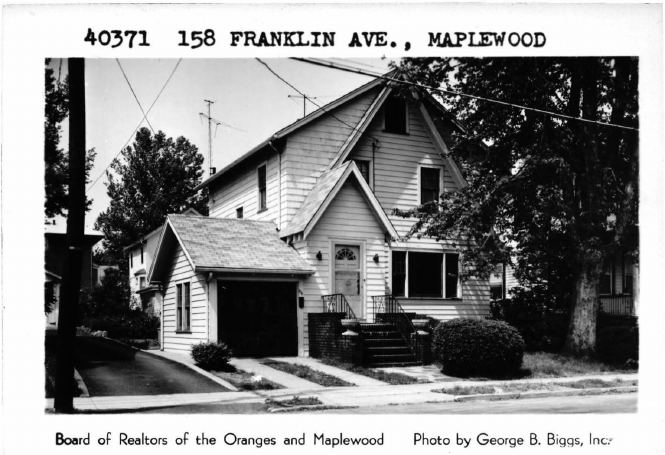 40371 158 FRANKLIN AVE., MAPLEWOOD
Board of Realtors of the Oranges and Maplewood Photo by George B. Biggs, Inc.